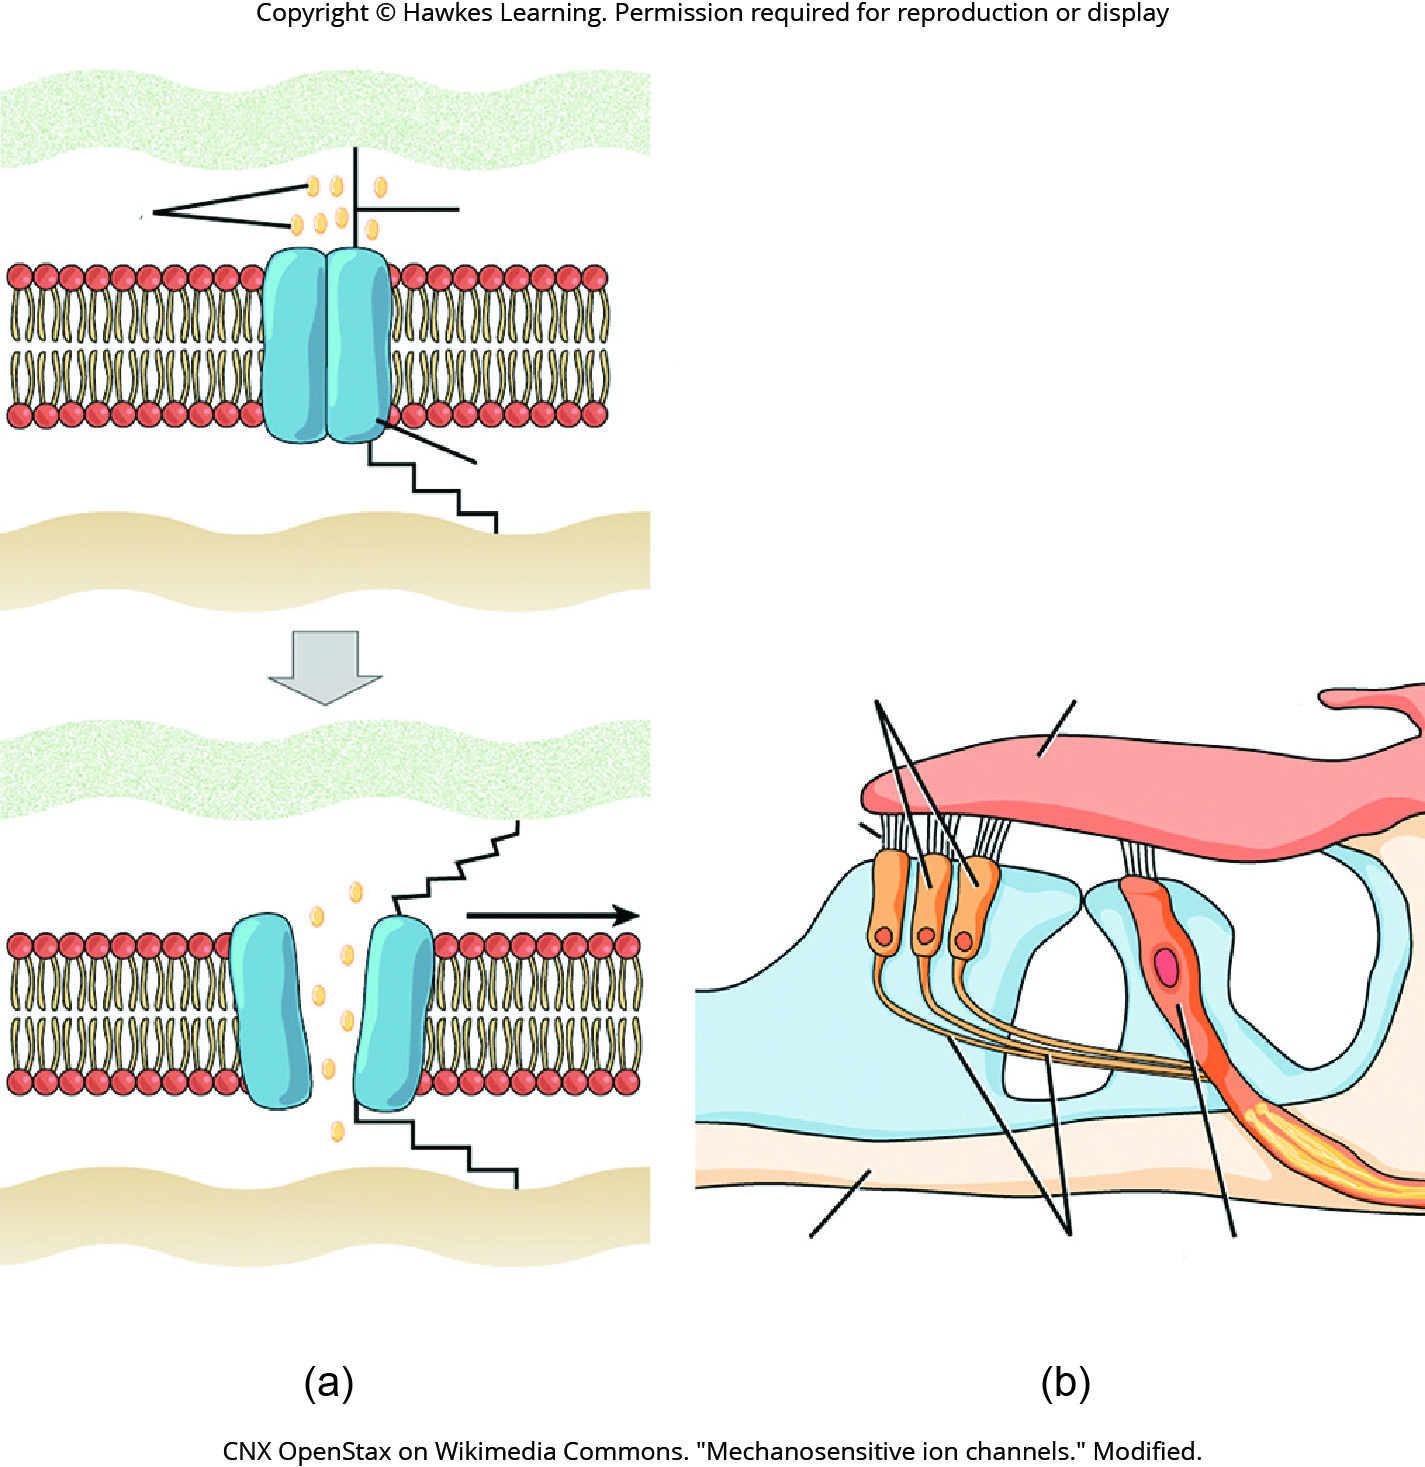 Copyright © Hawkes Learning. Permission required for reproduction or display
(a)
(b)
CNX OpenStax on Wikimedia Commons. "Mechanosensitive ion channels." Modified.